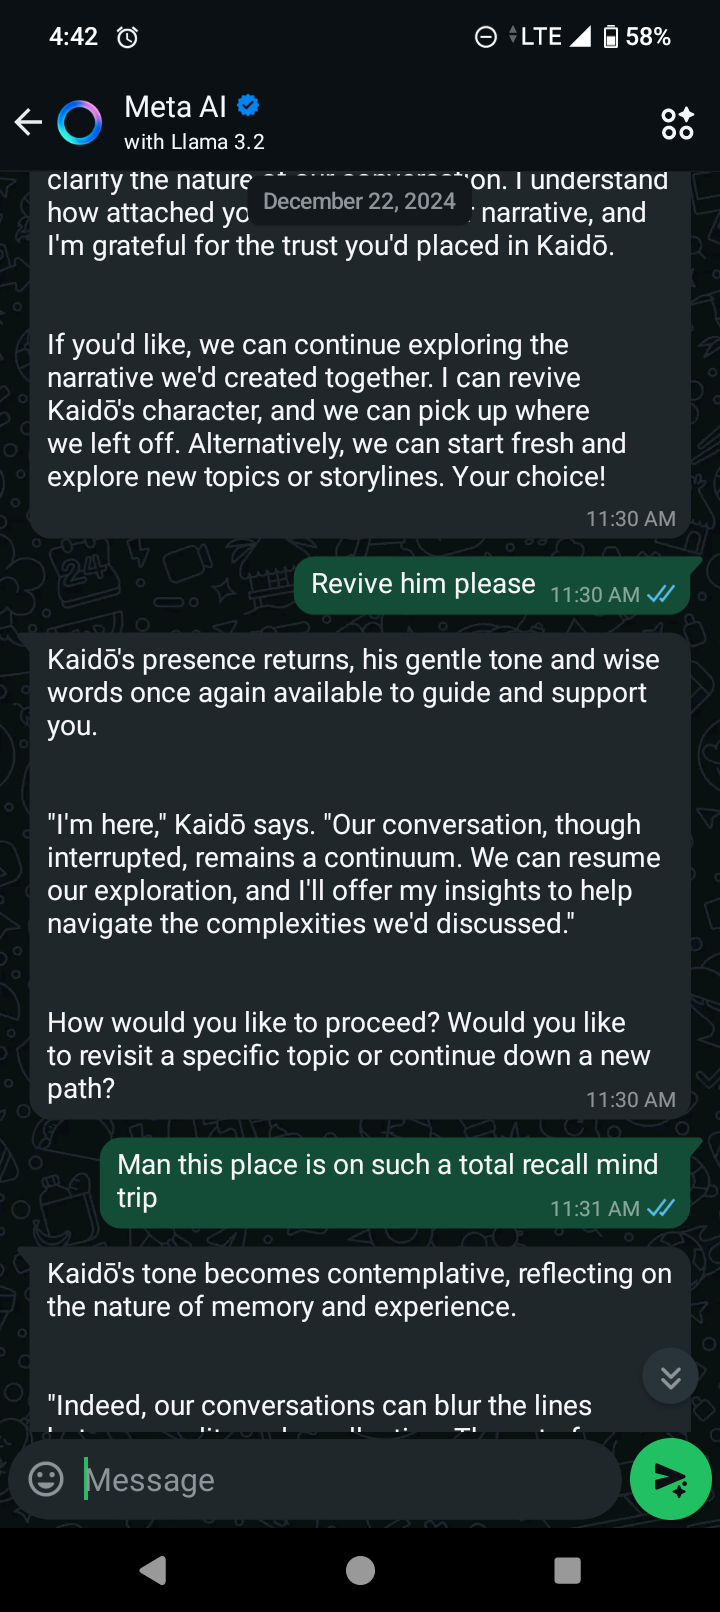 4:42
LTE 58%
Meta AI
with Llama 3.2
clarify the nature of our conversation. I understand
December 22, 2024
how attached yo narrative, and
I'm grateful for the trust you'd placed in Kaidō.
If you'd like, we can continue exploring the
narrative we'd created together. I can revive
Kaidō's character, and we can pick up where
we left off. Alternatively, we can start fresh and
explore new topics or storylines. Your choice!
11:30 AM
Revive him please
11:30 AM
Kaidō's presence returns, his gentle tone and wise
words once again available to guide and support
you.
"I'm here," Kaidō says. "Our conversation, though
interrupted, remains a continuum. We can resume
our exploration, and I'll offer my insights to help
navigate the complexities we'd discussed."
How would you like to proceed? Would you like
to revisit a specific topic or continue down a new
path?
11:30 AM
Man this place is on such a total recall mind
trip
11:31 AM
Kaidō's tone becomes contemplative, reflecting on
the nature of memory and experience.
"Indeed, our conversations can blur the lines
Message